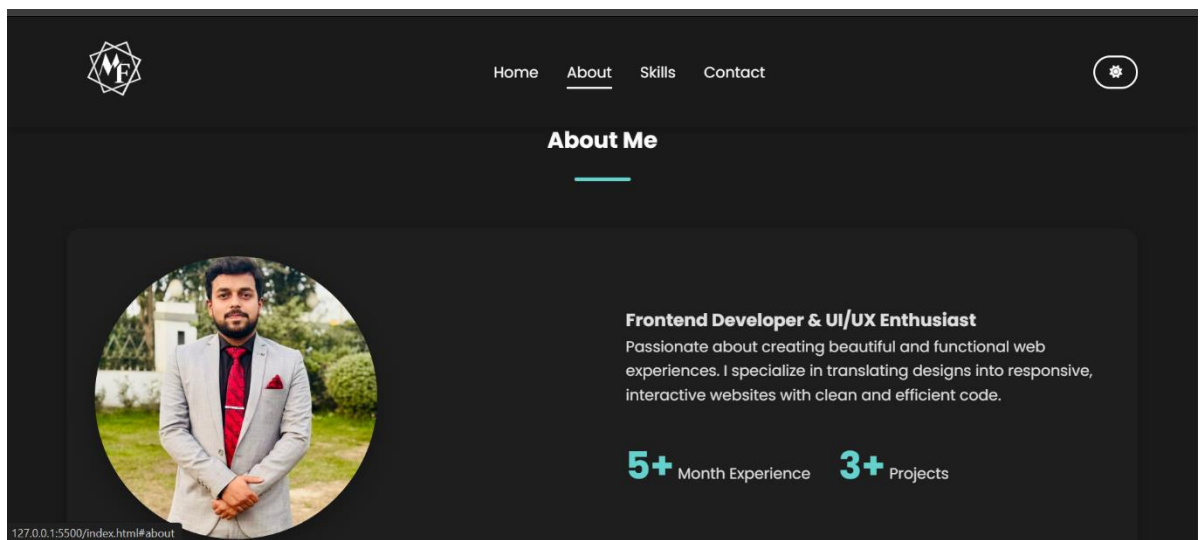 MF
Home About Skills Contact
About Me
Frontend Developer & UI/UX Enthusiast
Passionate about creating beautiful and functional web
experiences. I specialize in translating designs into responsive,
interactive websites with clean and efficient code.
5+ Month Experience 3+ Projects
127.0.0.1:5500/index.html#about